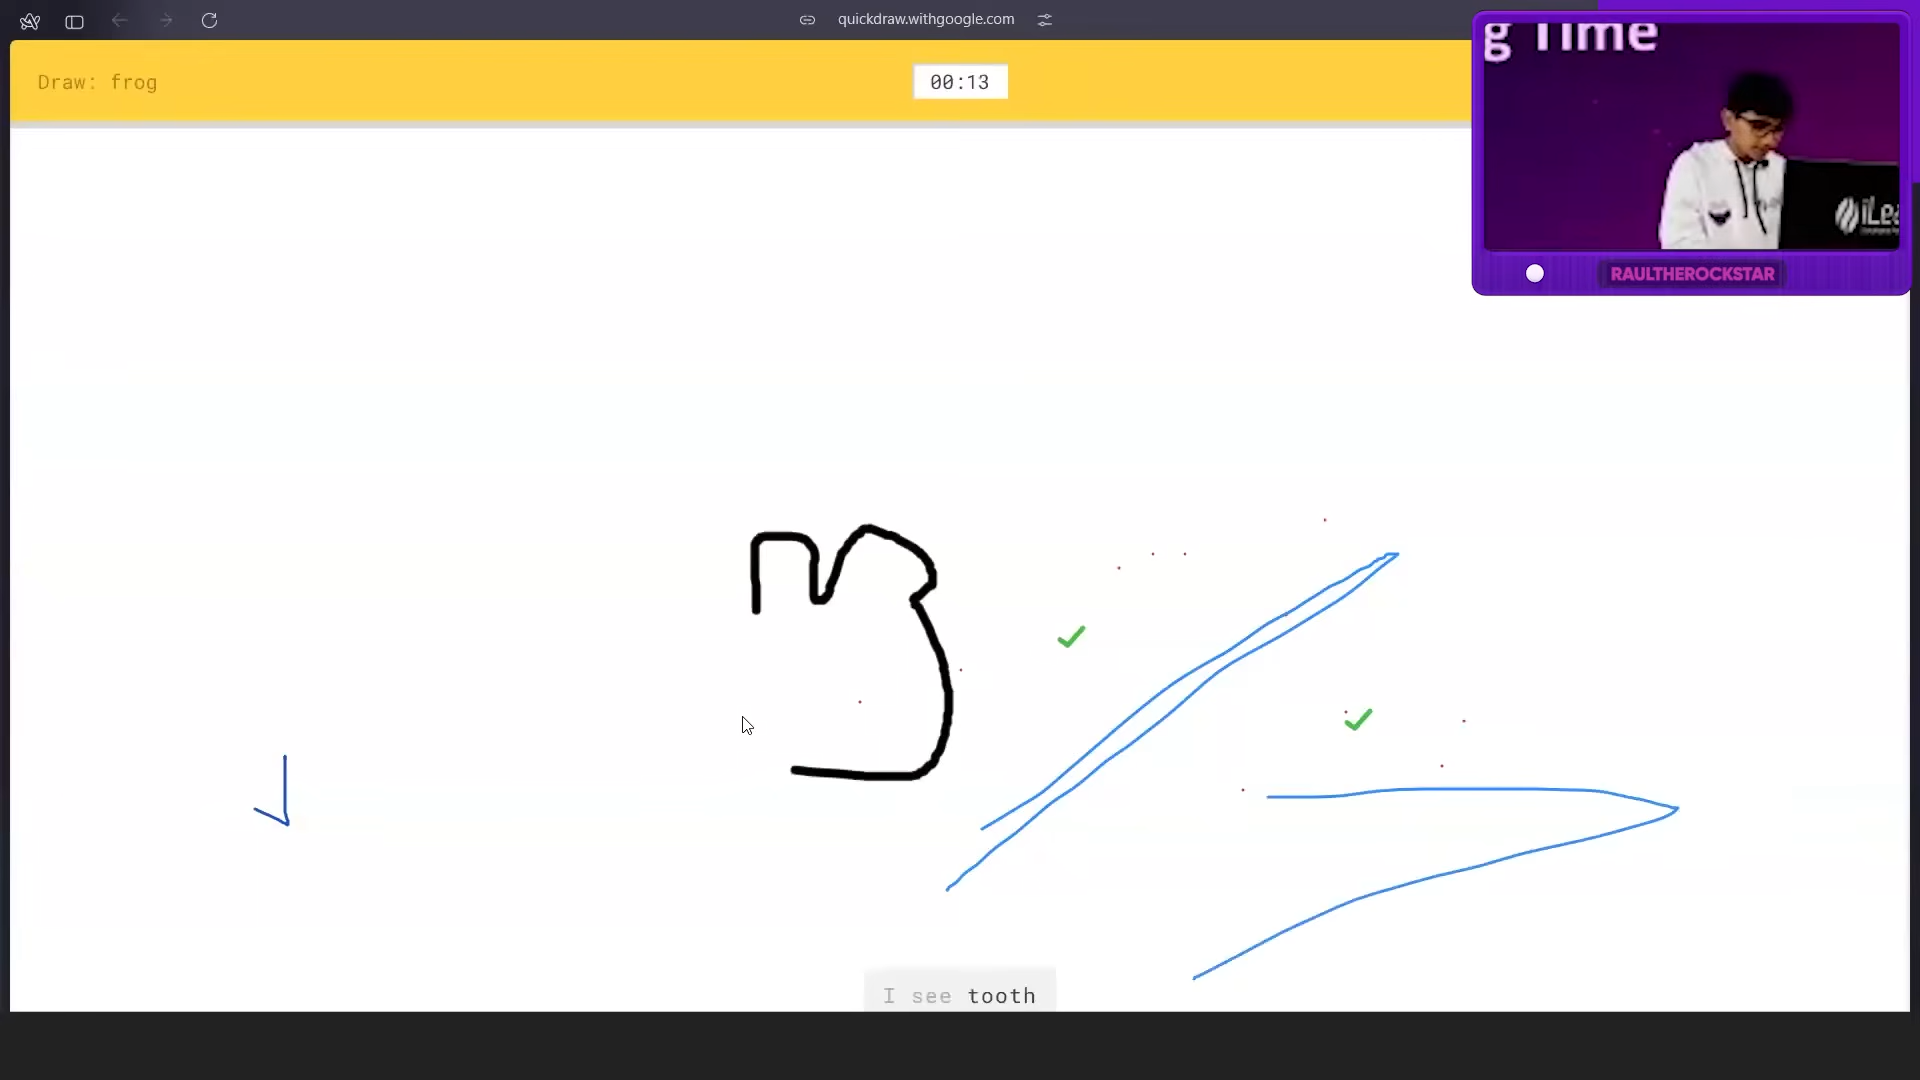 quickdraw.withgoogle.com
g Time
Draw: frog
00:13
RAULTHEROCKSTAR
I see tooth